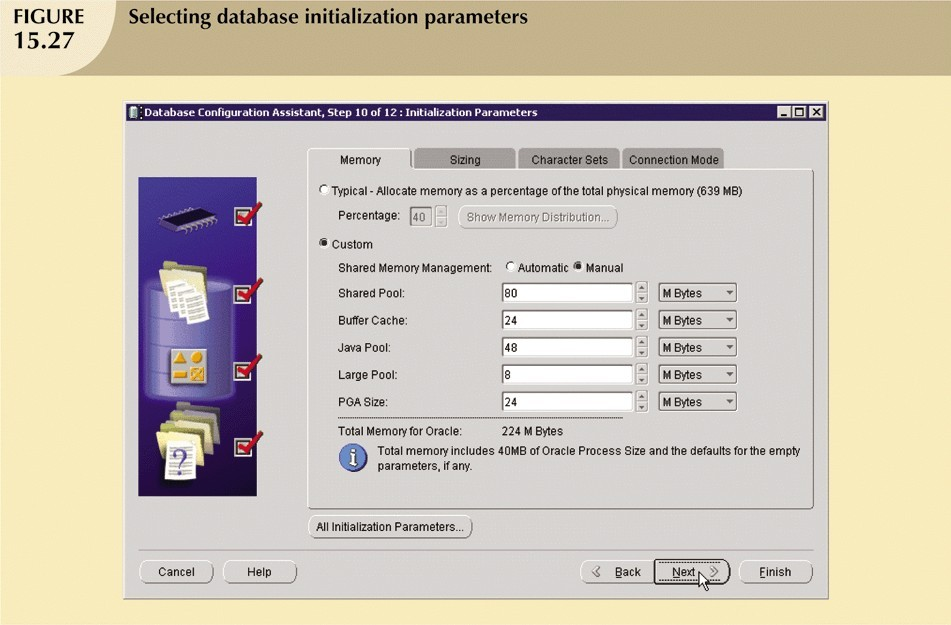 FIGURE 15.27
Selecting database initialization parameters
Database Configuration Assistant, Step 10 of 12 : Initialization Parameters
Memory Sizing Character Sets Connection Mode
Typical - Allocate memory as a percentage of the total physical memory (639 MB)
Percentage: 40 Show Memory Distribution...
Custom
Shared Memory Management: Automatic Manual
Shared Pool: 80 M Bytes
Buffer Cache: 24 M Bytes
Java Pool: 48 M Bytes
Large Pool: 8 M Bytes
PGA Size: 24 M Bytes
Total Memory for Oracle: 224 M Bytes
Total memory includes 40MB of Oracle Process Size and the defaults for the empty
parameters, if any.
All Initialization Parameters...
Cancel Help Back Next Finish